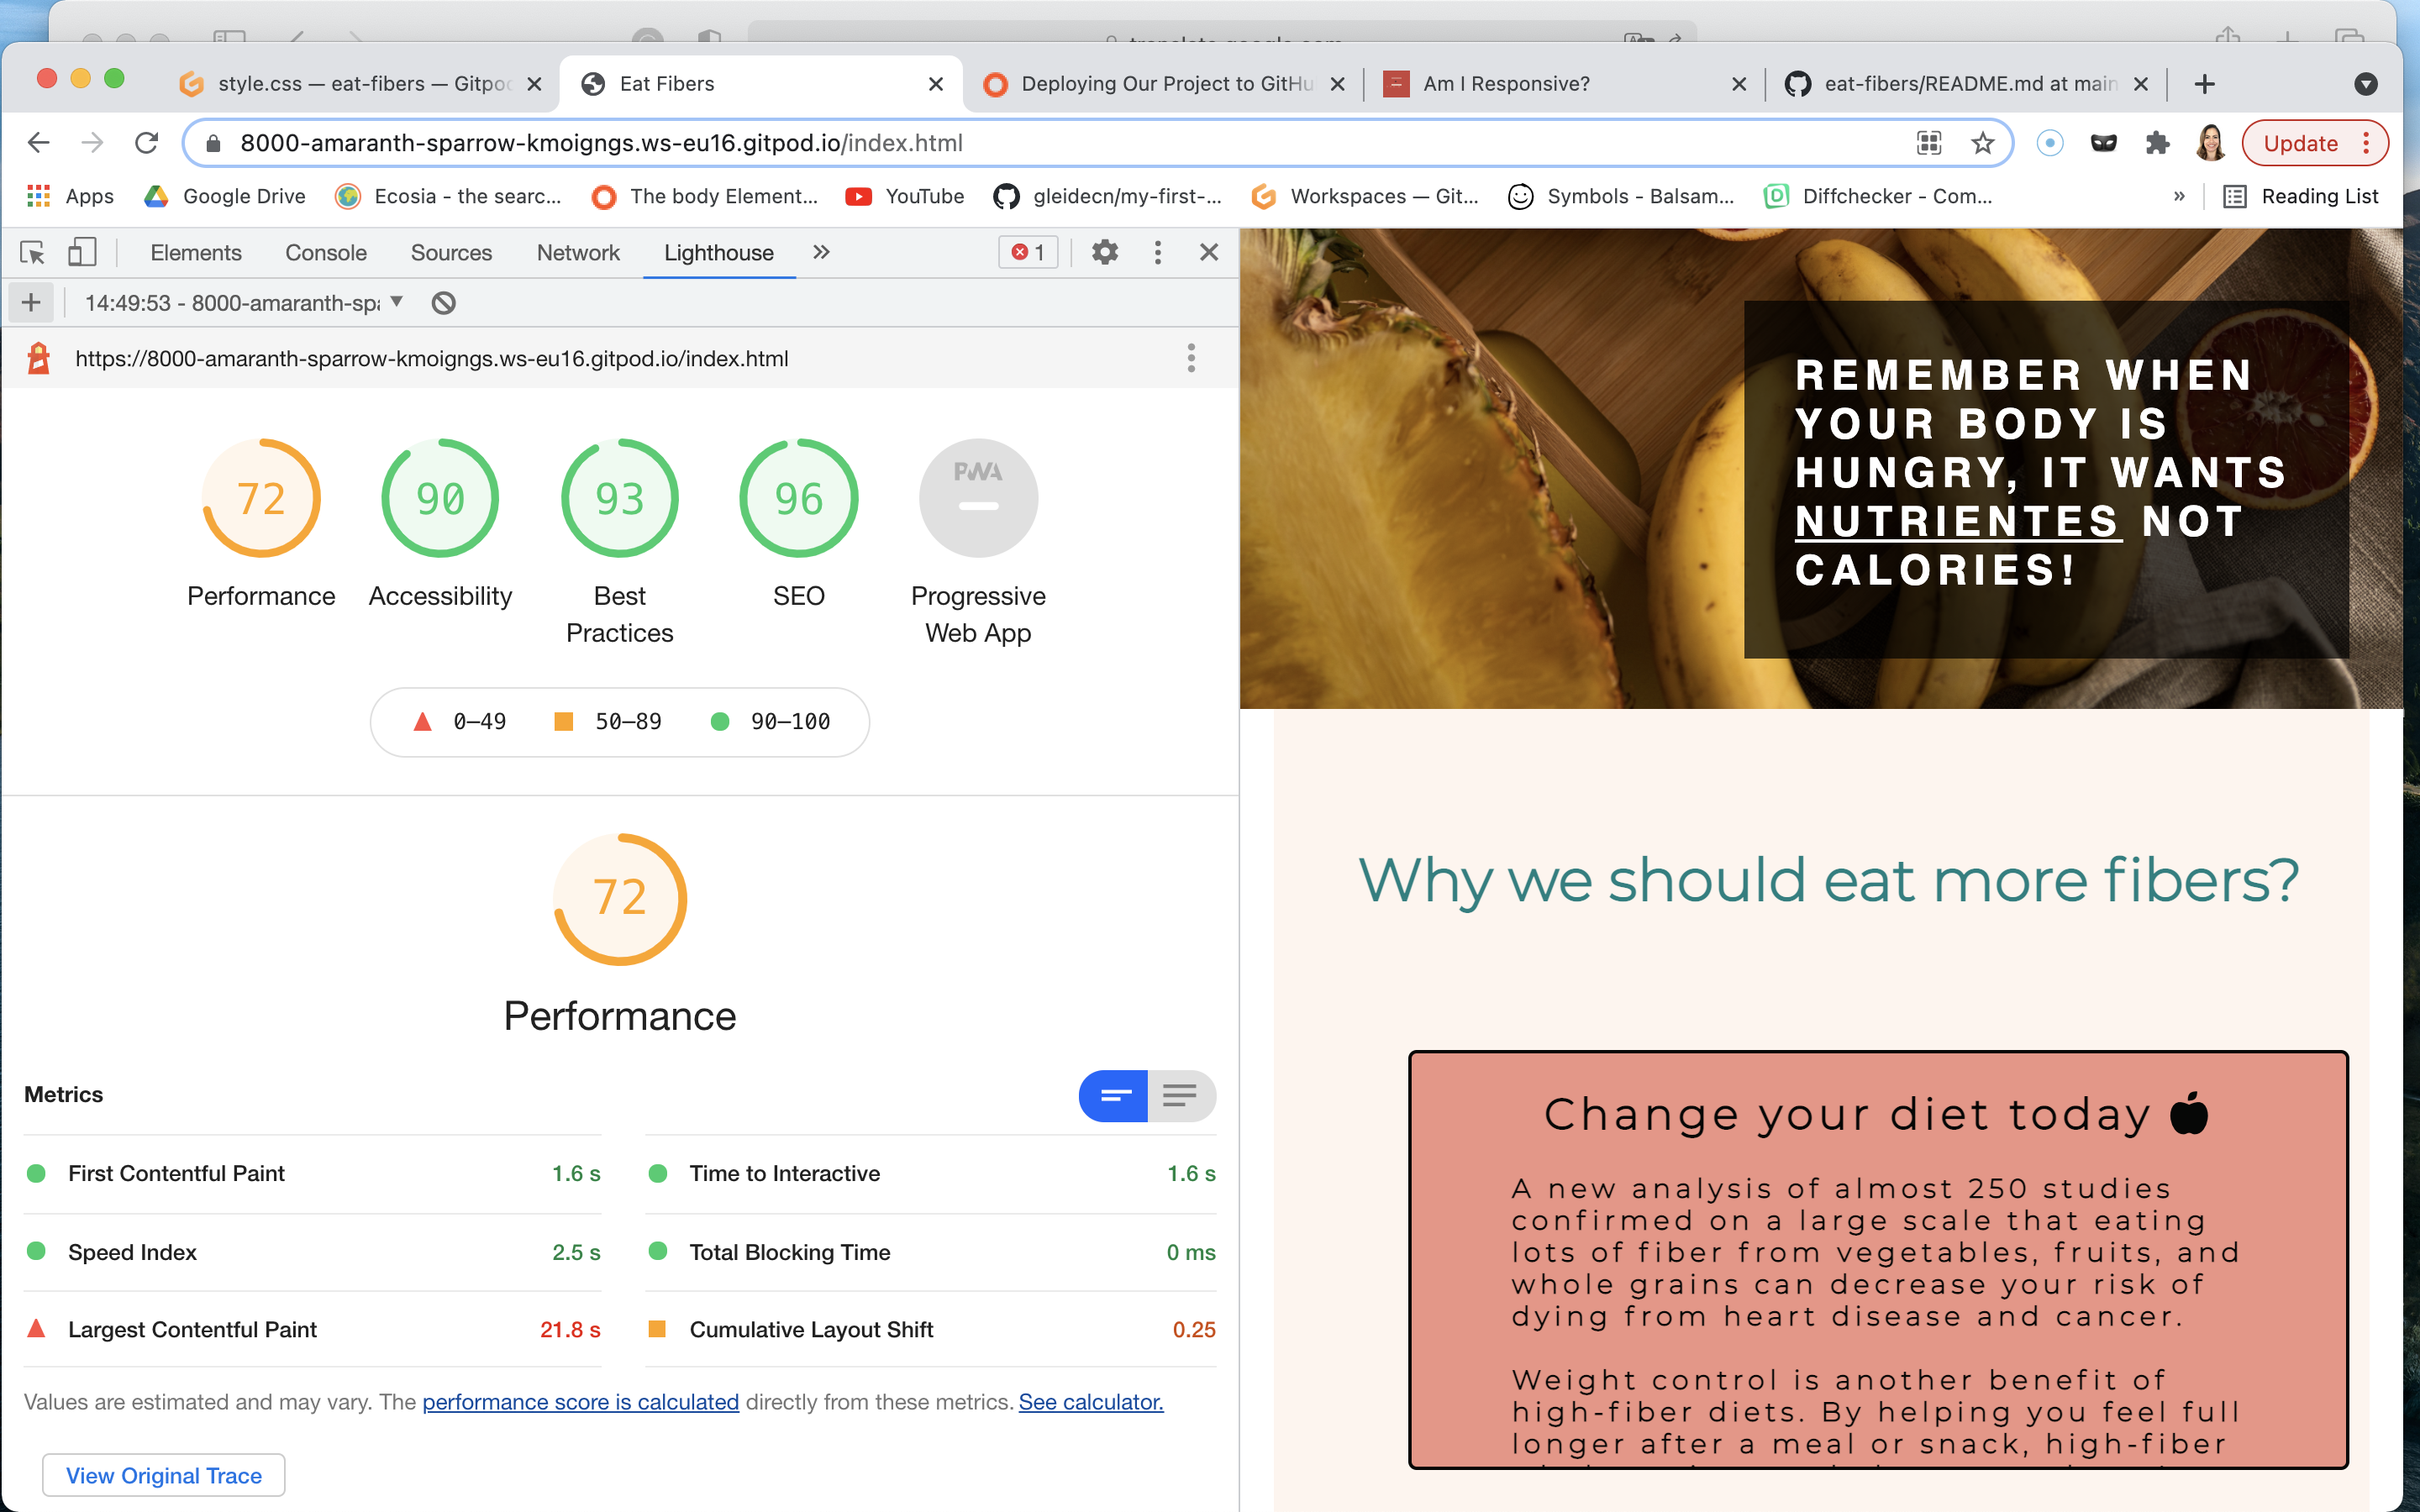 translate.google.com
style.css — eat-fibers — Gitpod
Eat Fibers
Deploying Our Project to GitHu
Am I Responsive?
eat-fibers/README.md at main
8000-amaranth-sparrow-kmoigngs.ws-eu16.gitpod.io/index.html
Update
Apps
Google Drive
Ecosia - the searc...
The body Element...
YouTube
gleidecn/my-first-...
Workspaces — Git...
Symbols - Balsam...
Diffchecker - Com...
»
Reading List
Elements
Console
Sources
Network
Lighthouse
1
14:49:53 - 8000-amaranth-spa
https://8000-amaranth-sparrow-kmoigngs.ws-eu16.gitpod.io/index.html
72
90
93
96
PWA
Performance
Accessibility
Best
Practices
SEO
Progressive
Web App
0–49
50–89
90–100
72
Performance
Metrics
First Contentful Paint 1.6 s
Time to Interactive 1.6 s
Speed Index 2.5 s
Total Blocking Time 0 ms
Largest Contentful Paint 21.8 s
Cumulative Layout Shift 0.25
Values are estimated and may vary. The performance score is calculated directly from these metrics. See calculator.
View Original Trace
REMEMBER WHEN
YOUR BODY IS
HUNGRY, IT WANTS
NUTRIENTES NOT
CALORIES!
Why we should eat more fibers?
Change your diet today
A new analysis of almost 250 studies
confirmed on a large scale that eating
lots of fiber from vegetables, fruits, and
whole grains can decrease your risk of
dying from heart disease and cancer.
Weight control is another benefit of
high-fiber diets. By helping you feel full
longer after a meal or snack, high-fiber